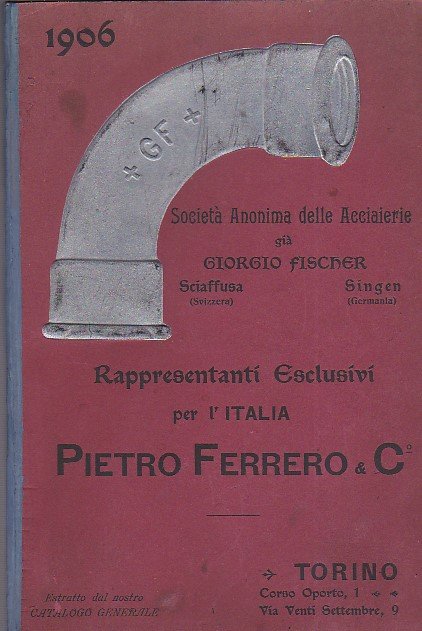 1906
+ GF +
Società Anonima delle Acciaierie
già
GIORGIO FISCHER
Sciaffusa Singen
(Svizzera) (Germania)
Rappresentanti Esclusivi
per l'ITALIA
PIETRO FERRERO & Cº
TORINO
Corso Oporto, 1
Via Venti Settembre, 9
Estratto dal nostro
CATALOGO GENERALE